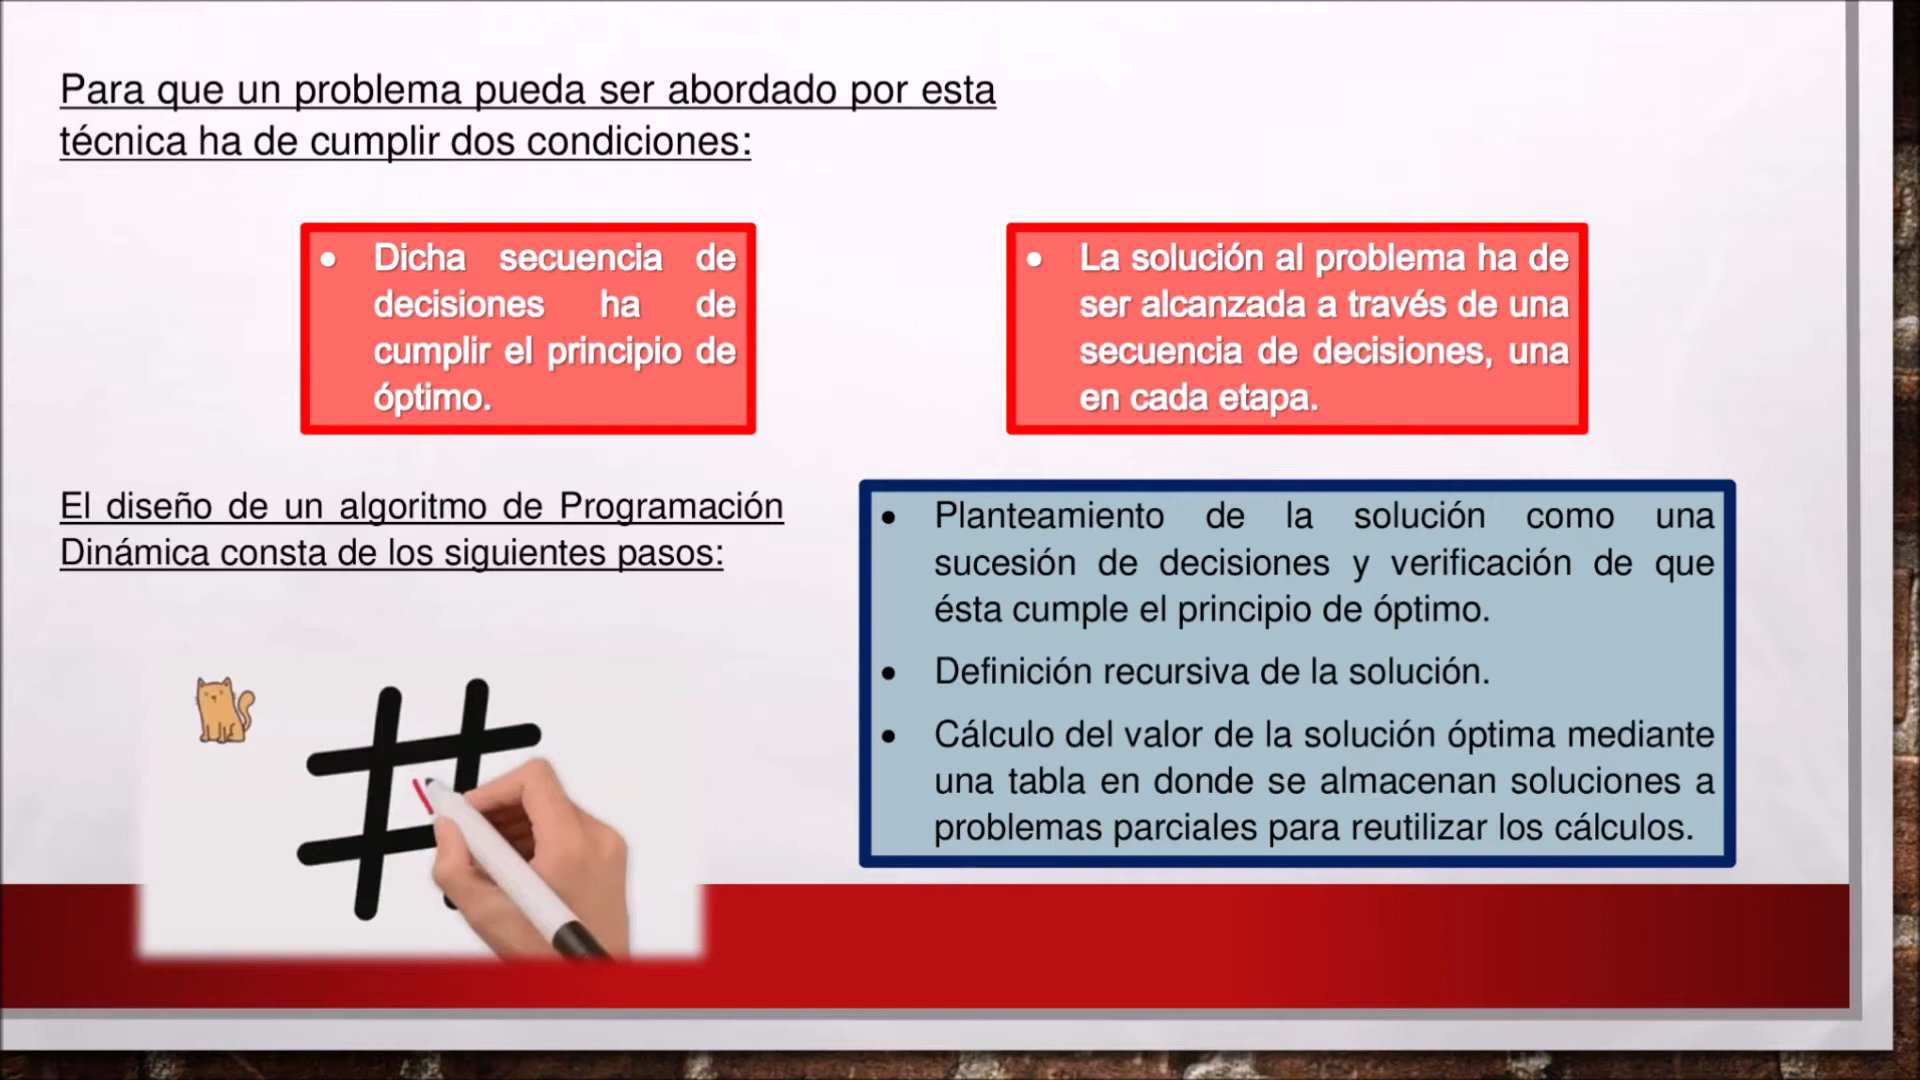 Para que un problema pueda ser abordado por esta
técnica ha de cumplir dos condiciones:
• Dicha secuencia de
decisiones ha de
cumplir el principio de
óptimo.
• La solución al problema ha de
ser alcanzada a través de una
secuencia de decisiones, una
en cada etapa.
El diseño de un algoritmo de Programación
Dinámica consta de los siguientes pasos:
• Planteamiento de la solución como una
sucesión de decisiones y verificación de que
ésta cumple el principio de óptimo.
• Definición recursiva de la solución.
• Cálculo del valor de la solución óptima mediante
una tabla en donde se almacenan soluciones a
problemas parciales para reutilizar los cálculos.